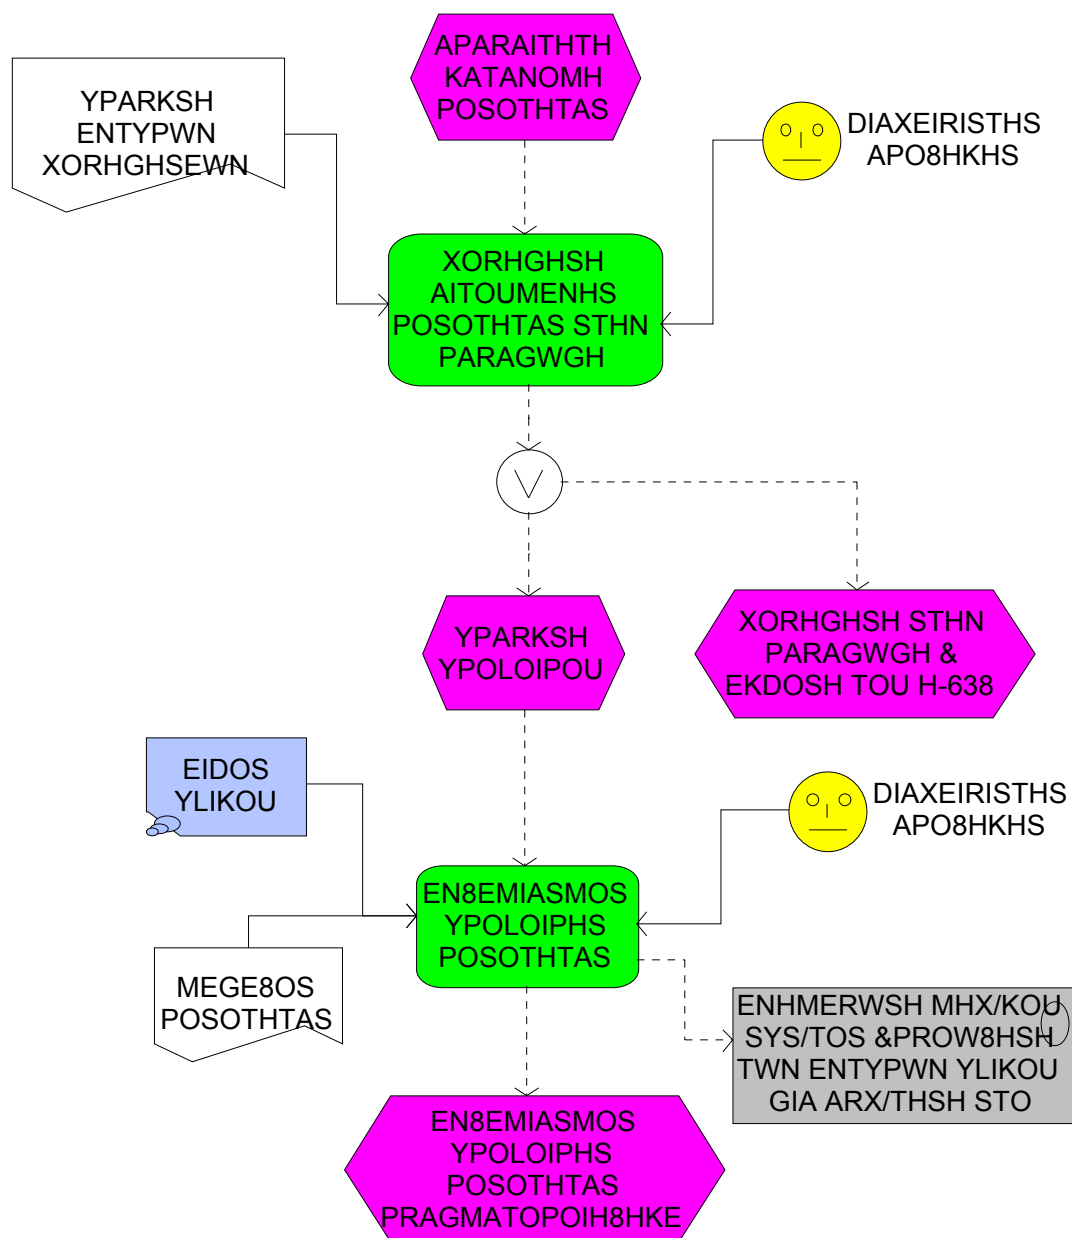 APARAITHTH
KATANOMH
POSOTHTAS
YPARKSH
ENTYPWN
XORHGHSEWN
DIAXEIRISTHS
APO8HKHS
XORHGHSH
AITOUMENHS
POSOTHTAS STHN
PARAGWGH
V
YPARKSH
YPOLOIPOU
XORHGHSH STHN
PARAGWGH &
EKDOSH TOU H-638
EIDOS
YLIKOU
DIAXEIRISTHS
APO8HKHS
EN8EMIASMOS
YPOLOIPHS
POSOTHTAS
MEGE8OS
POSOTHTAS
ENHMERWSH MHX/KOU
SYS/TOS &PROW8HSH
TWN ENTYPWN YLIKOU
GIA ARX/THSH STO
EN8EMIASMOS
YPOLOIPHS
POSOTHTAS
PRAGMATOPOIH8HKE